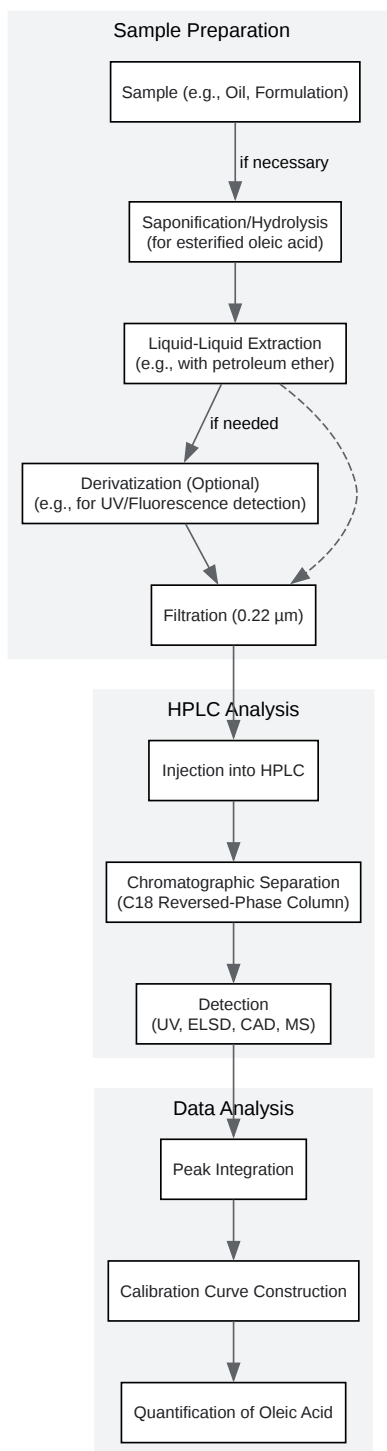 Sample Preparation
Sample (e.g., Oil, Formulation)
if necessary
Saponification/Hydrolysis
(for esterified oleic acid)
Liquid-Liquid Extraction
(e.g., with petroleum ether)
if needed
Derivatization (Optional)
(e.g., for UV/Fluorescence detection)
Filtration (0.22 µm)
HPLC Analysis
Injection into HPLC
Chromatographic Separation
(C18 Reversed-Phase Column)
Detection
(UV, ELSD, CAD, MS)
Data Analysis
Peak Integration
Calibration Curve Construction
Quantification of Oleic Acid